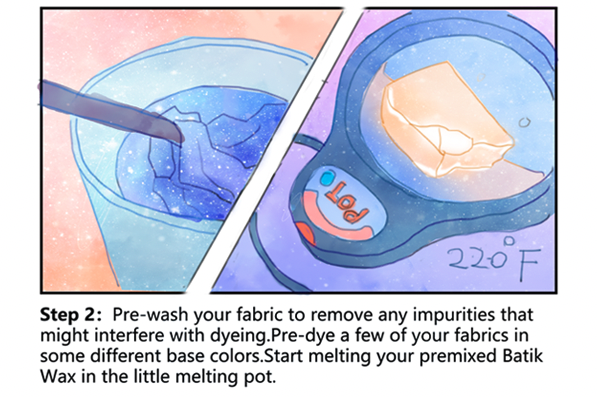 POT
220°F
Step 2: Pre-wash your fabric to remove any impurities that
might interfere with dyeing.Pre-dye a few of your fabrics in
some different base colors.Start melting your premixed Batik
Wax in the little melting pot.